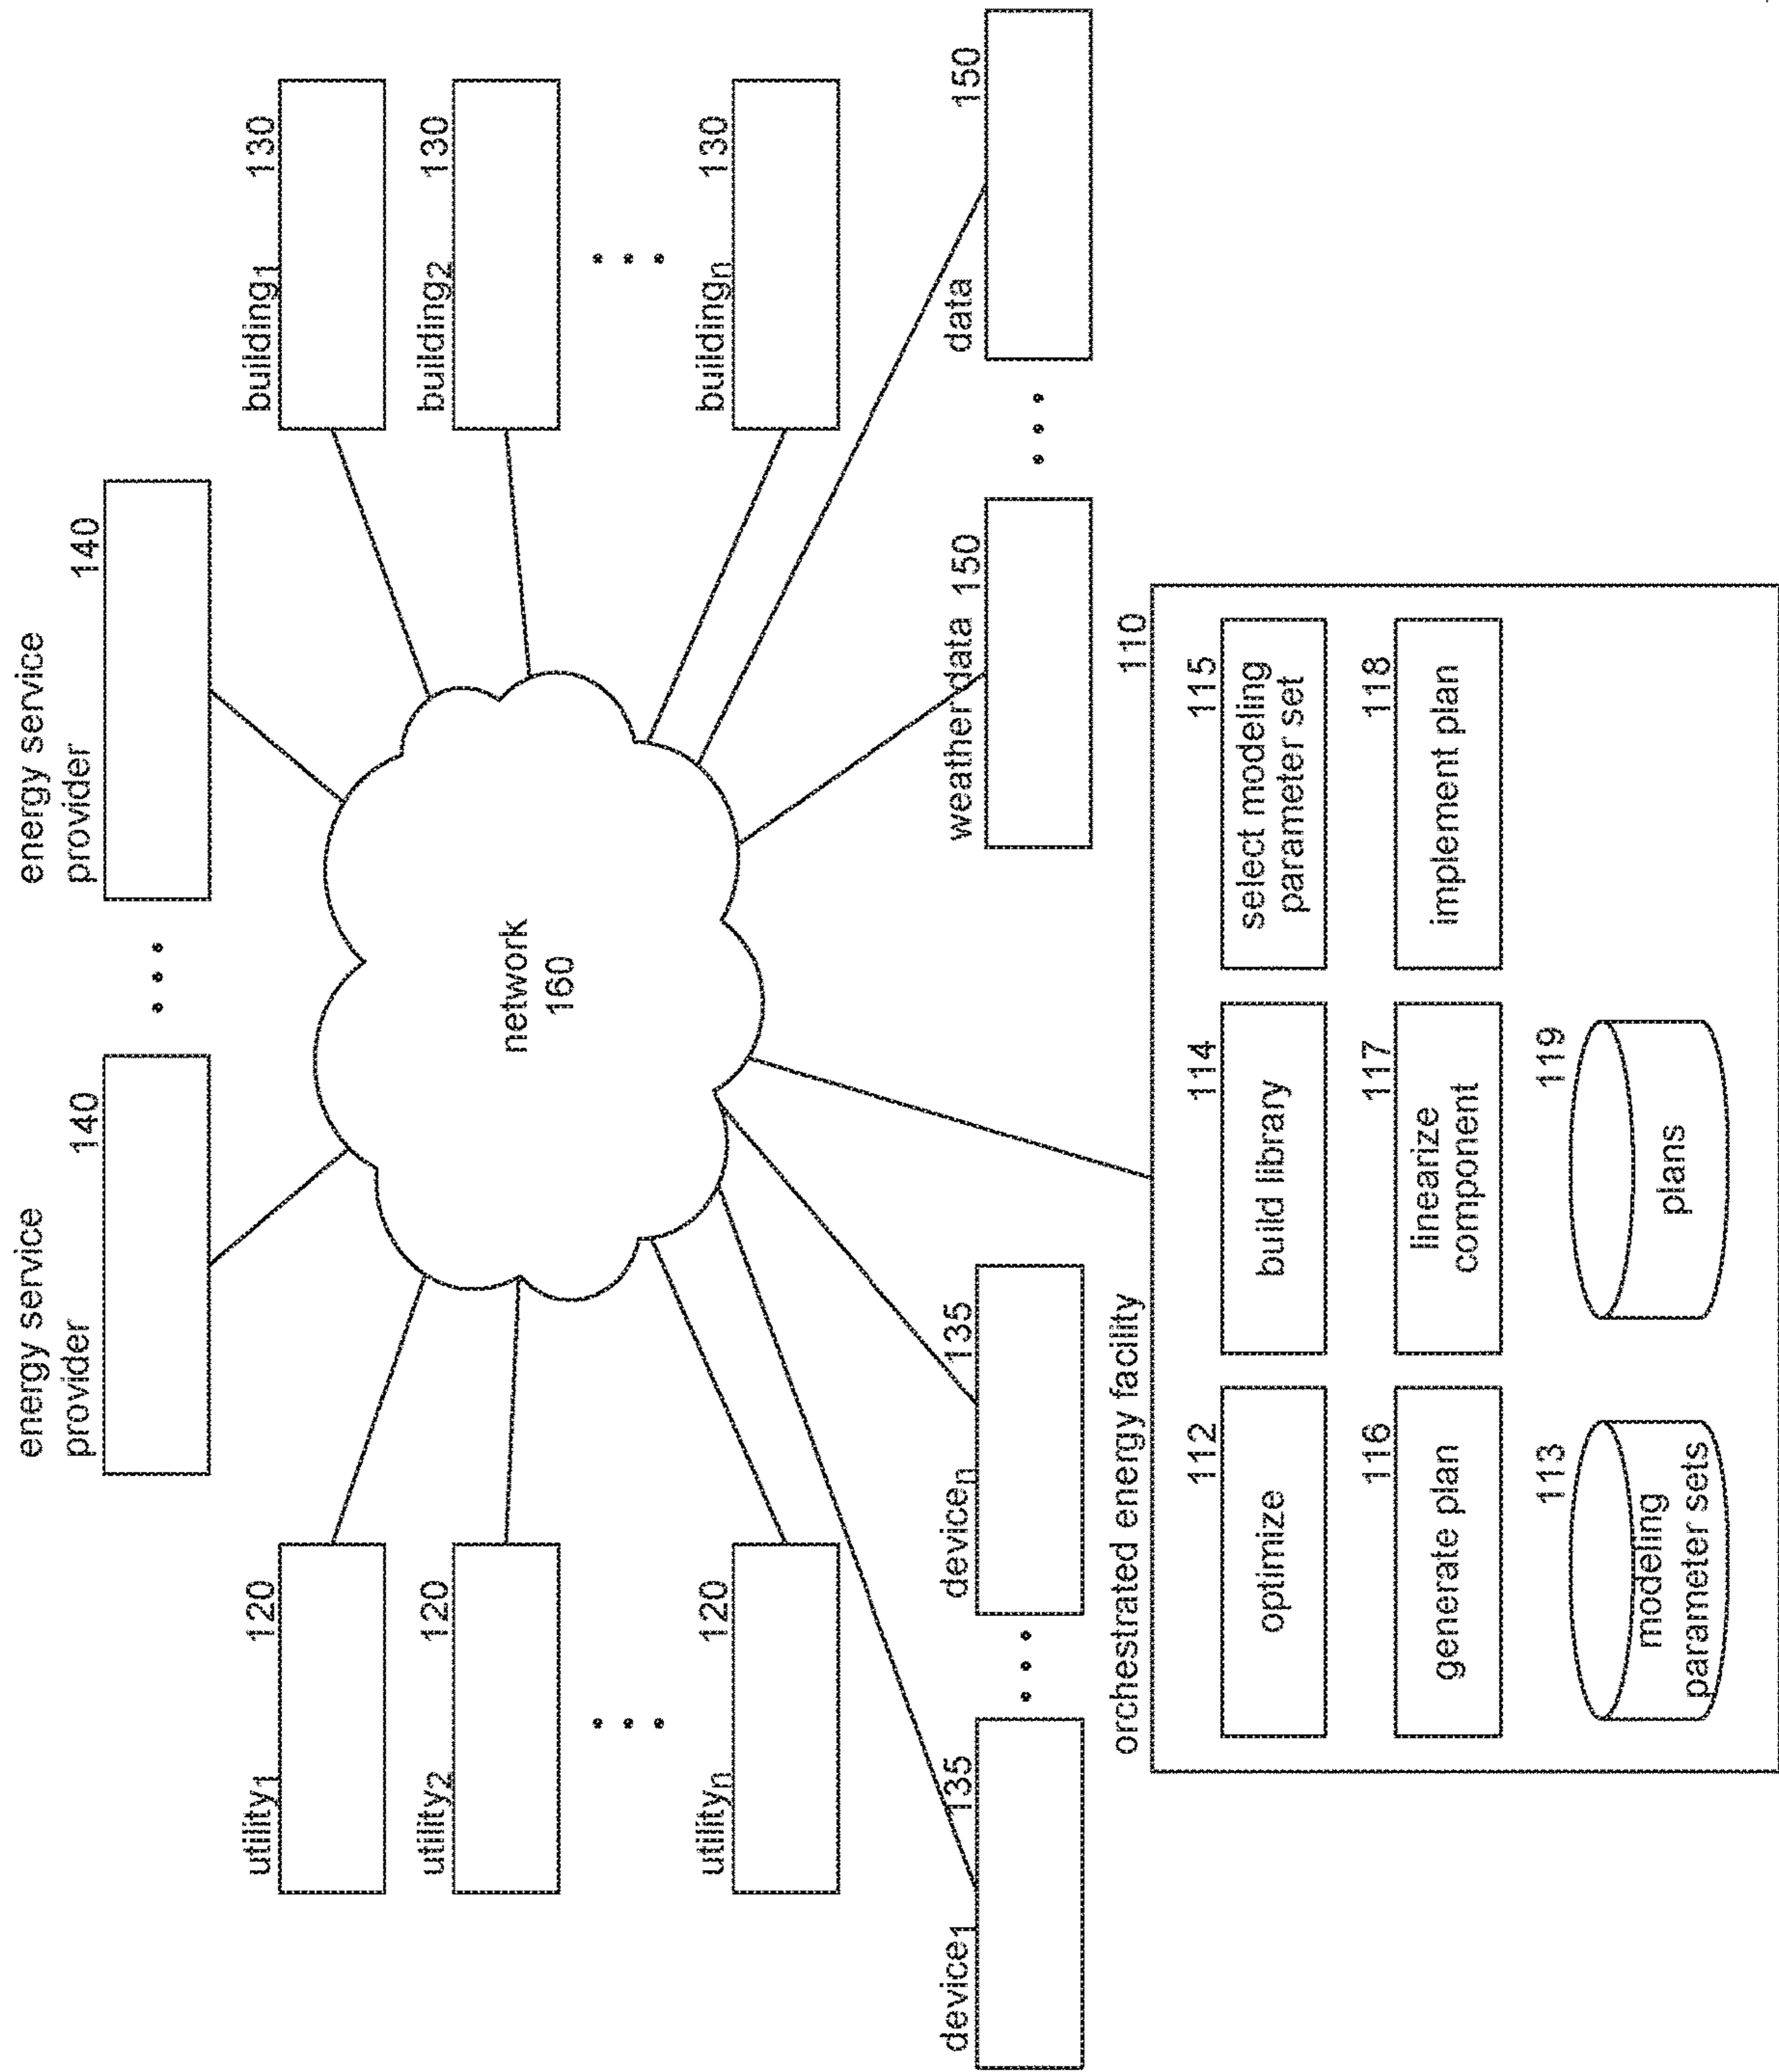 energy service
provider
140
energy service
provider
140
utility1 120
utility2 120
utilityn 120
building1 130
building2 130
buildingn 130
network
160
device1 135
devicen 135
weather data 150
data 150
orchestrated energy facility 110
112
optimize
114
build library
115
select modeling
parameter set
116
generate plan
117
linearize
component
118
implement plan
113
modeling
parameter sets
119
plans